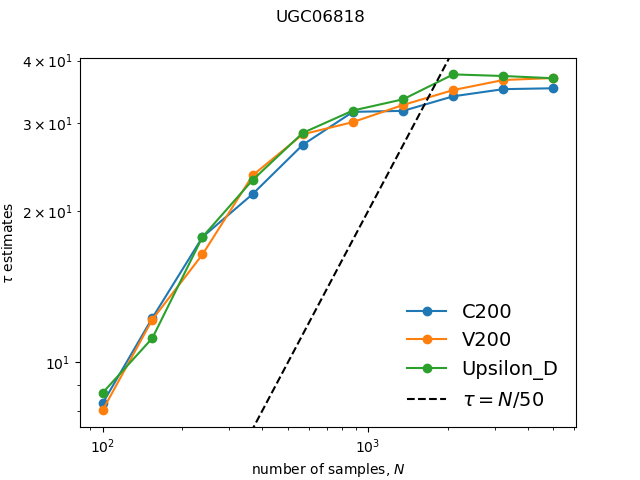 UGC06818
4 × 10¹
3 × 10¹
2 × 10¹
10¹
τ estimates
C200
V200
Upsilon_D
τ = N/50
10²
10³
number of samples, N